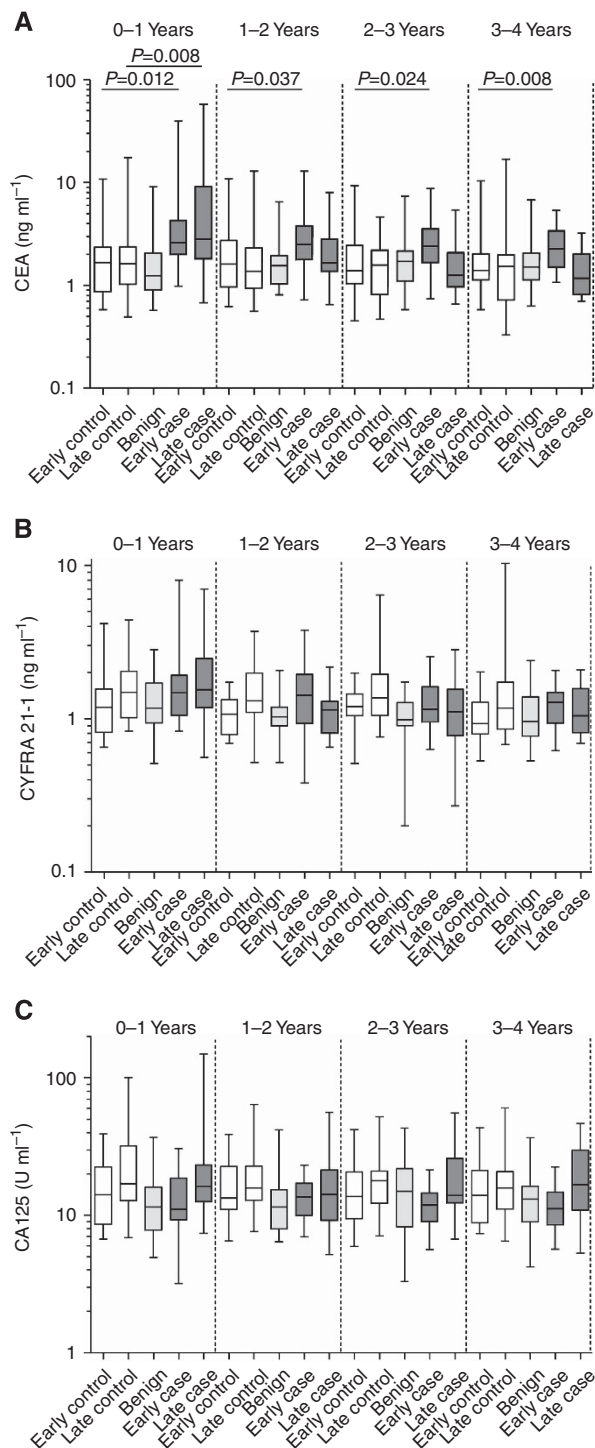 A
0–1 Years 1–2 Years 2–3 Years 3–4 Years
P=0.008
P=0.012 P=0.037 P=0.024 P=0.008
CEA (ng ml−1)
100
10
1
0.1
Early control Late control Benign Early case Late case Early control Late control Benign Early case Late case Early control Late control Benign Early case Late case Early control Late control Benign Early case Late case
B
0–1 Years 1–2 Years 2–3 Years 3–4 Years
CYFRA 21-1 (ng ml−1)
10
1
0.1
Early control Late control Benign Early case Late case Early control Late control Benign Early case Late case Early control Late control Benign Early case Late case Early control Late control Benign Early case Late case
C
0–1 Years 1–2 Years 2–3 Years 3–4 Years
CA125 (U ml−1)
100
10
1
Early control Late control Benign Early case Late case Early control Late control Benign Early case Late case Early control Late control Benign Early case Late case Early control Late control Benign Early case Late case